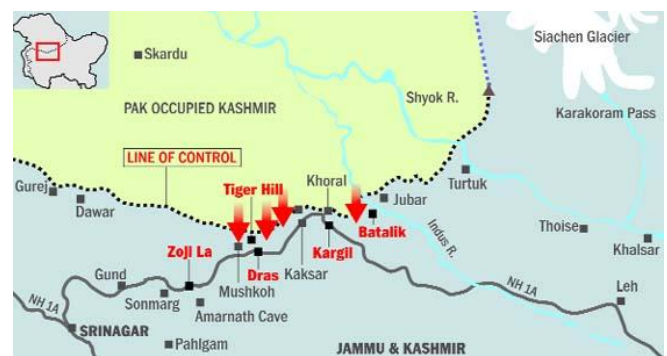 Siachen Glacier
Skardu
Karakoram Pass
Shyok R.
PAK OCCUPIED KASHMIR
LINE OF CONTROL
Gurej
Dawar
Tiger Hill
Khoral
Jubar
Turtuk
Zoji La
Batalik
Indus R.
Thoise
Khalsar
Kargil
Kaksar
Dras
Mushkoh
Gund
Sonmarg
Amarnath Cave
NH 1A
NH 1A
Leh
SRINAGAR
Pahlgam
JAMMU & KASHMIR